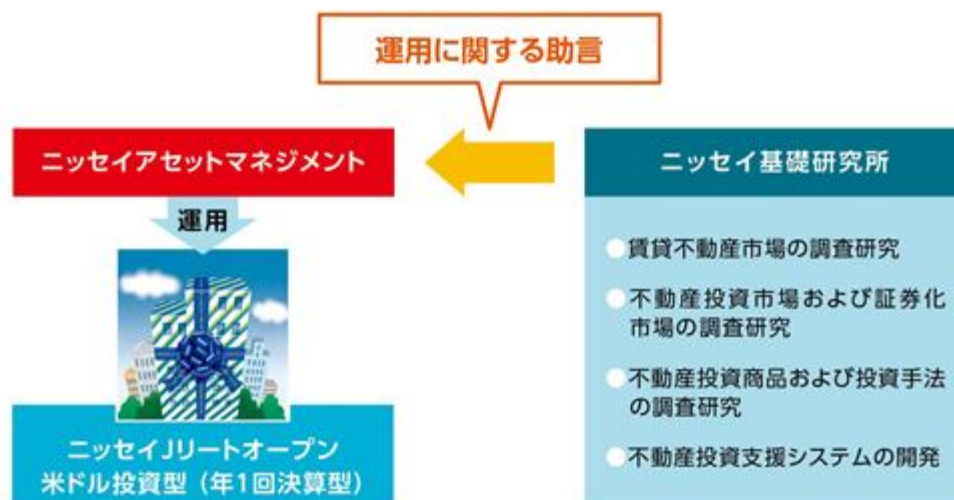 運用に関する助言
ニッセイアセットマネジメント
ニッセイ基礎研究所
運用
●賃貸不動産市場の調査研究
●不動産投資市場および証券化
市場の調査研究
●不動産投資商品および投資手法
の調査研究
●不動産投資支援システムの開発
ニッセイJリートオープン
米ドル投資型（年1回決算型）